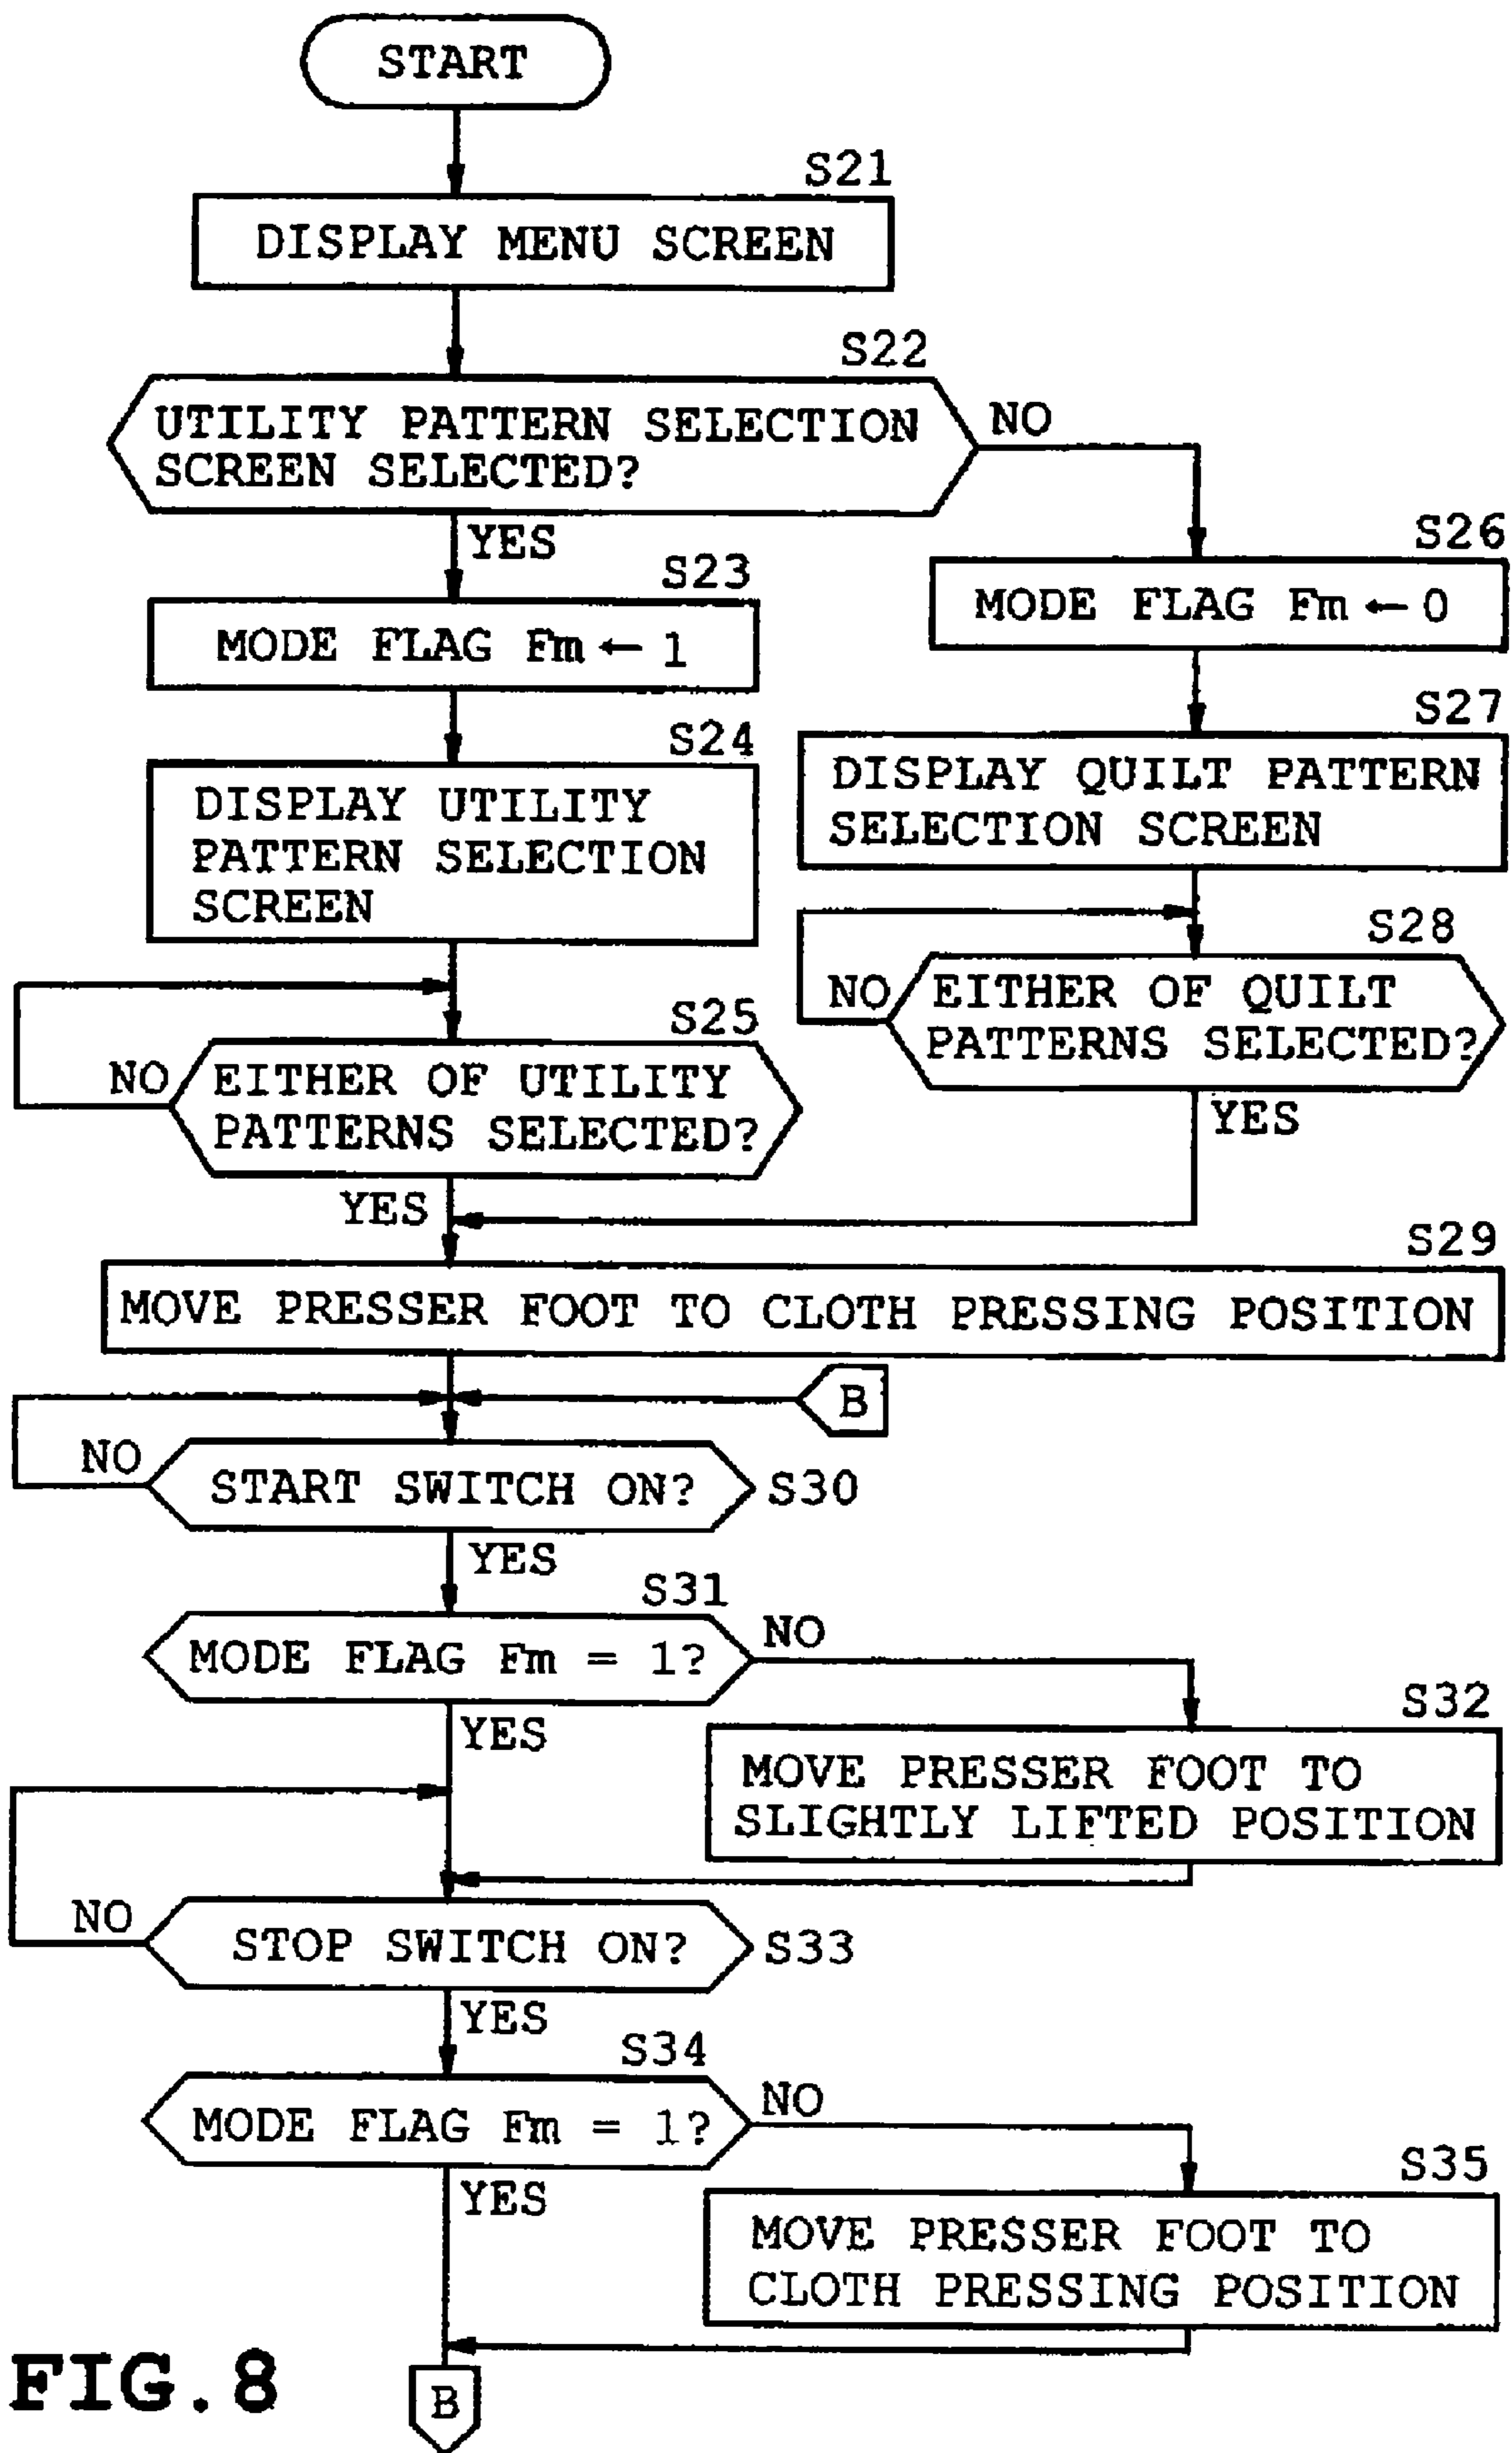 START
S21
DISPLAY MENU SCREEN
S22
UTILITY PATTERN SELECTION
SCREEN SELECTED?
NO
YES
S23
MODE FLAG Fm ← 1
S26
MODE FLAG Fm ← 0
S24
DISPLAY UTILITY
PATTERN SELECTION
SCREEN
S27
DISPLAY QUILT PATTERN
SELECTION SCREEN
S28
NO
EITHER OF QUILT
PATTERNS SELECTED?
YES
S25
NO
EITHER OF UTILITY
PATTERNS SELECTED?
YES
S29
MOVE PRESSER FOOT TO CLOTH PRESSING POSITION
B
NO
START SWITCH ON?
S30
YES
S31
MODE FLAG Fm = 1?
NO
YES
S32
MOVE PRESSER FOOT TO
SLIGHTLY LIFTED POSITION
NO
STOP SWITCH ON?
S33
YES
S34
MODE FLAG Fm = 1?
NO
YES
S35
MOVE PRESSER FOOT TO
CLOTH PRESSING POSITION
B
FIG.8